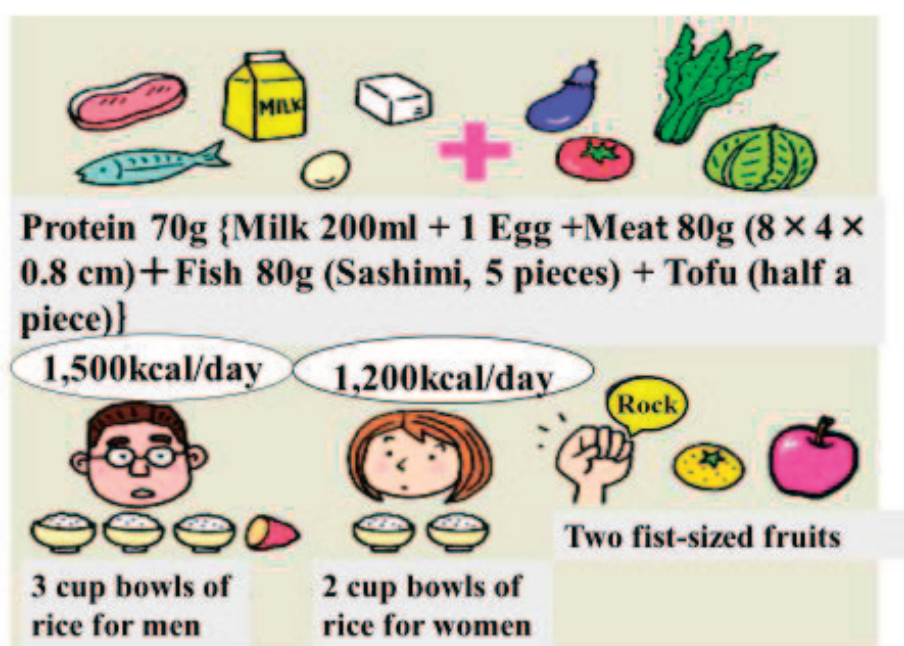 MILK
Protein 70g {Milk 200ml + 1 Egg +Meat 80g (8 × 4 ×
0.8 cm)+Fish 80g (Sashimi, 5 pieces) + Tofu (half a
piece)}
1,500kcal/day
1,200kcal/day
Rock
Two fist-sized fruits
3 cup bowls of
rice for men
2 cup bowls of
rice for women